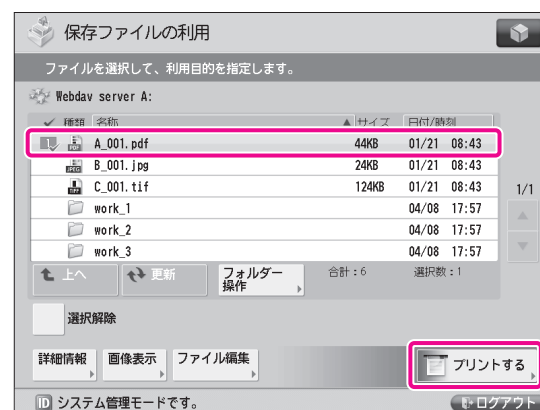 保存ファイルの利用
ファイルを選択して、利用目的を指定します。
Webdav server A:
種類 名称 ▲ サイズ 日付/時刻
1 PDF A_001.pdf 44KB 01/21 08:43
JPEG B_001.jpg 24KB 01/21 08:43
TIFF C_001.tif 124KB 01/21 08:43
work_1 04/08 17:57
work_2 04/08 17:57
work_3 04/08 17:57
1/1
上へ 更新 フォルダー操作 合計:6 選択数:1
選択解除
詳細情報 画像表示 ファイル編集 プリントする
ID システム管理モードです。 ログアウト